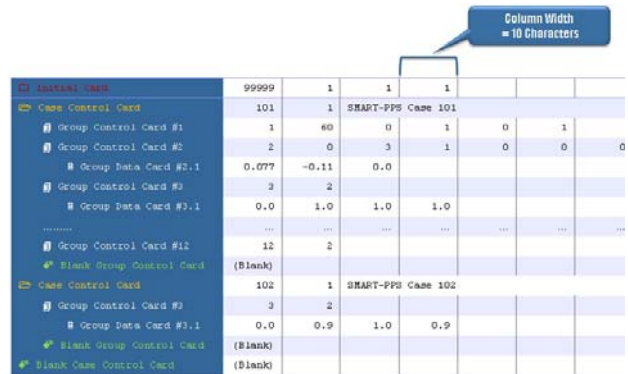 Column Width
= 10 Characters
Initial Card 99999 1 1 1
Case Control Card 101 1 SMART-PPS Case 101
Group Control Card #1 1 60 0 1 0 1
Group Control Card #2 2 0 3 1 0 0 0
Group Data Card #2.1 0.077 -0.11 0.0
Group Control Card #3 3 2
Group Data Card #3.1 0.0 1.0 1.0 1.0
......... ... ... ... ... ... ... ...
Group Control Card #12 12 2
Blank Group Control Card (Blank)
Case Control Card 102 1 SMART-PPS Case 102
Group Control Card #3 3 2
Group Data Card #3.1 0.0 0.9 1.0 0.9
Blank Group Control Card (Blank)
Blank Case Control Card (Blank)